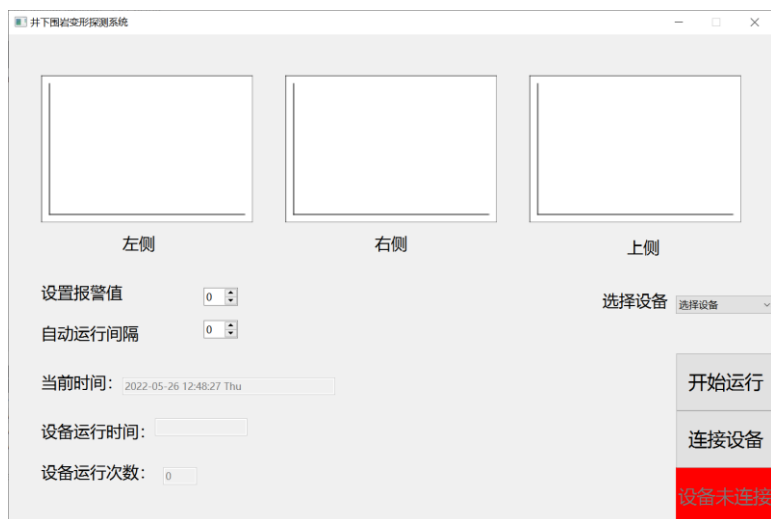 井下围岩变形探测系统
左侧
右侧
上侧
设置报警值
0
选择设备
选择设备
自动运行间隔
0
当前时间：
2022-05-26 12:48:27 Thu
开始运行
设备运行时间：
连接设备
设备运行次数：
0
设备未连接